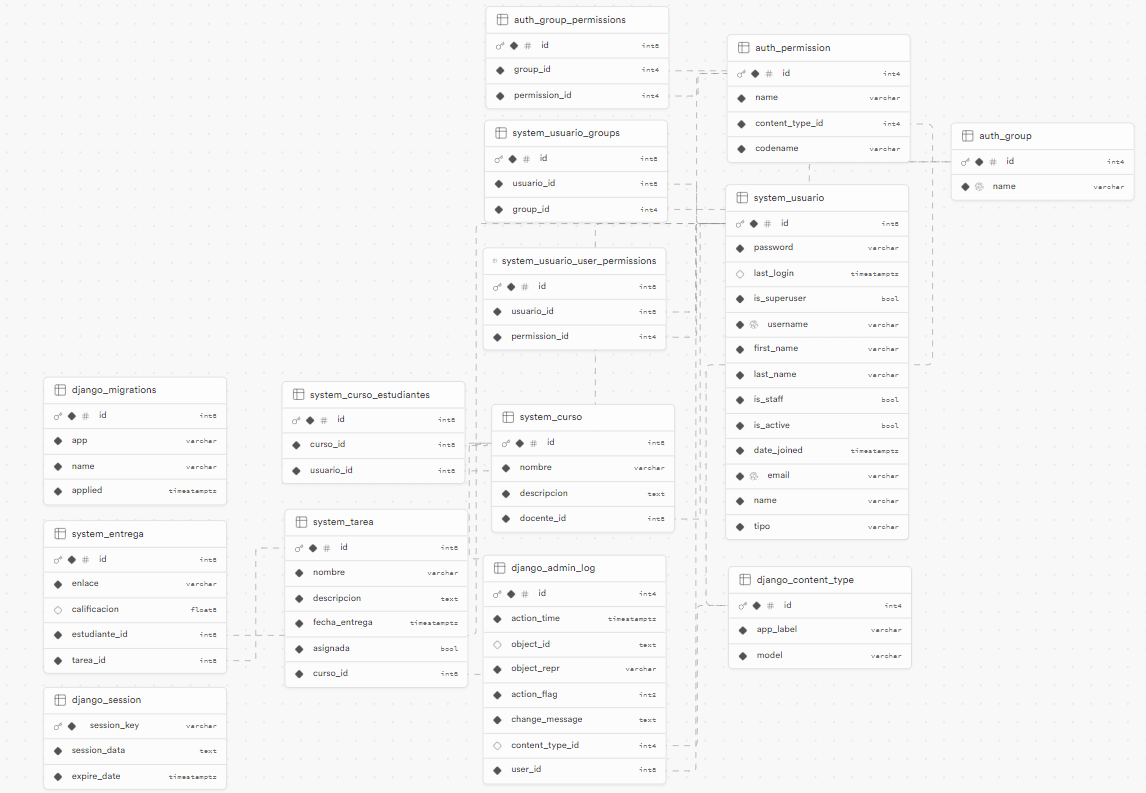 auth_group_permissions
# id int8
group_id int4
permission_id int4
system_usuario_groups
# id int8
usuario_id int8
group_id int4
system_usuario_user_permissions
# id int8
usuario_id int8
permission_id int4
auth_permission
# id int4
name varchar
content_type_id int4
codename varchar
auth_group
# id int4
name varchar
system_usuario
# id int8
password varchar
last_login timestamptz
is_superuser bool
username varchar
first_name varchar
last_name varchar
is_staff bool
is_active bool
date_joined timestamptz
email varchar
name varchar
tipo varchar
django_migrations
# id int8
app varchar
name varchar
applied timestamptz
system_curso_estudiantes
# id int8
curso_id int8
usuario_id int8
system_curso
# id int8
nombre varchar
descripcion text
docente_id int8
system_entrega
# id int8
enlace varchar
calificacion float8
estudiante_id int8
tarea_id int8
system_tarea
# id int8
nombre varchar
descripcion text
fecha_entrega timestamptz
asignada bool
curso_id int8
django_admin_log
# id int4
action_time timestamptz
object_id text
object_repr varchar
action_flag int2
change_message text
content_type_id int4
user_id int8
django_content_type
# id int4
app_label varchar
model varchar
django_session
session_key varchar
session_data text
expire_date timestamptz